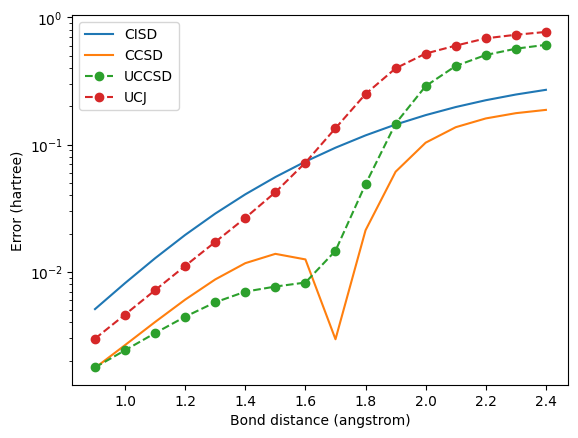 CISD
CCSD
UCCSD
UCJ
10⁰
10⁻¹
10⁻²
Error (hartree)
1.0 1.2 1.4 1.6 1.8 2.0 2.2 2.4
Bond distance (angstrom)